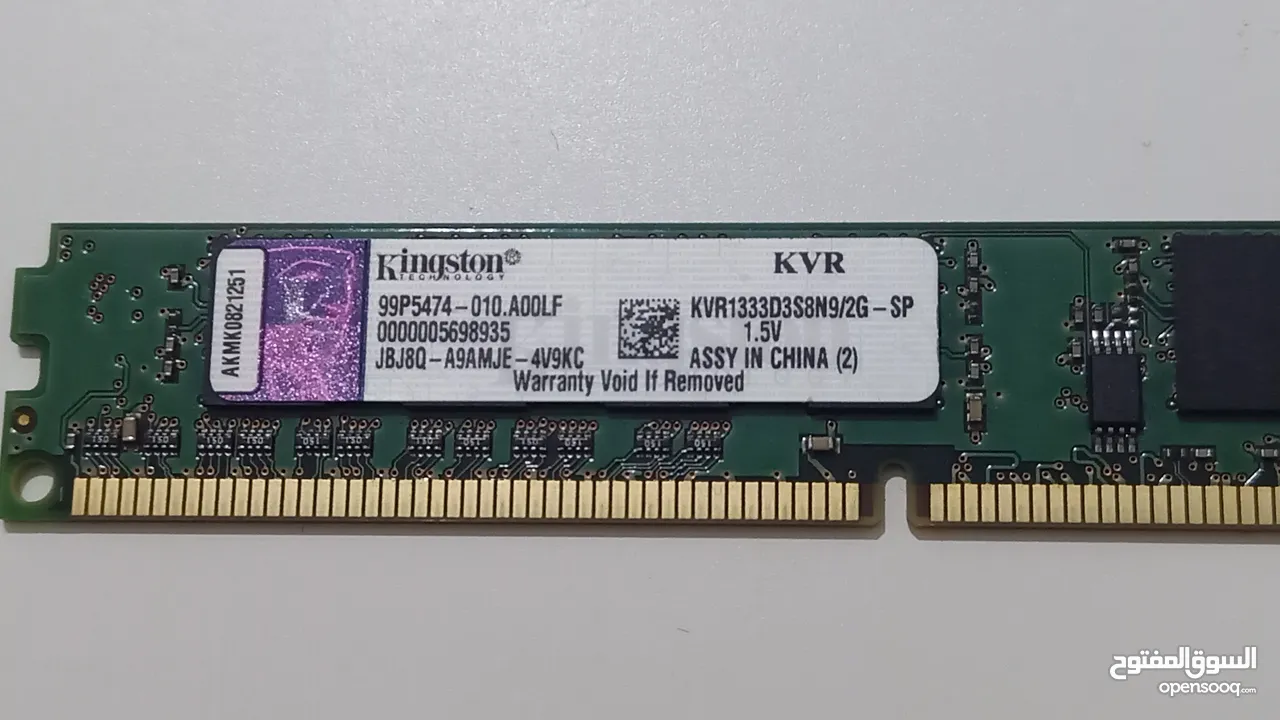 AKMK0821251
Kingston®
TECHNOLOGY
KVR
99P5474-010.A00LF
0000005698935
JBJ8Q-A9AMJE-4V9KC
KVR1333D3S8N9/2G-SP
1.5V
ASSY IN CHINA (2)
Warranty Void If Removed
السوق المفتوح
opensooq.com